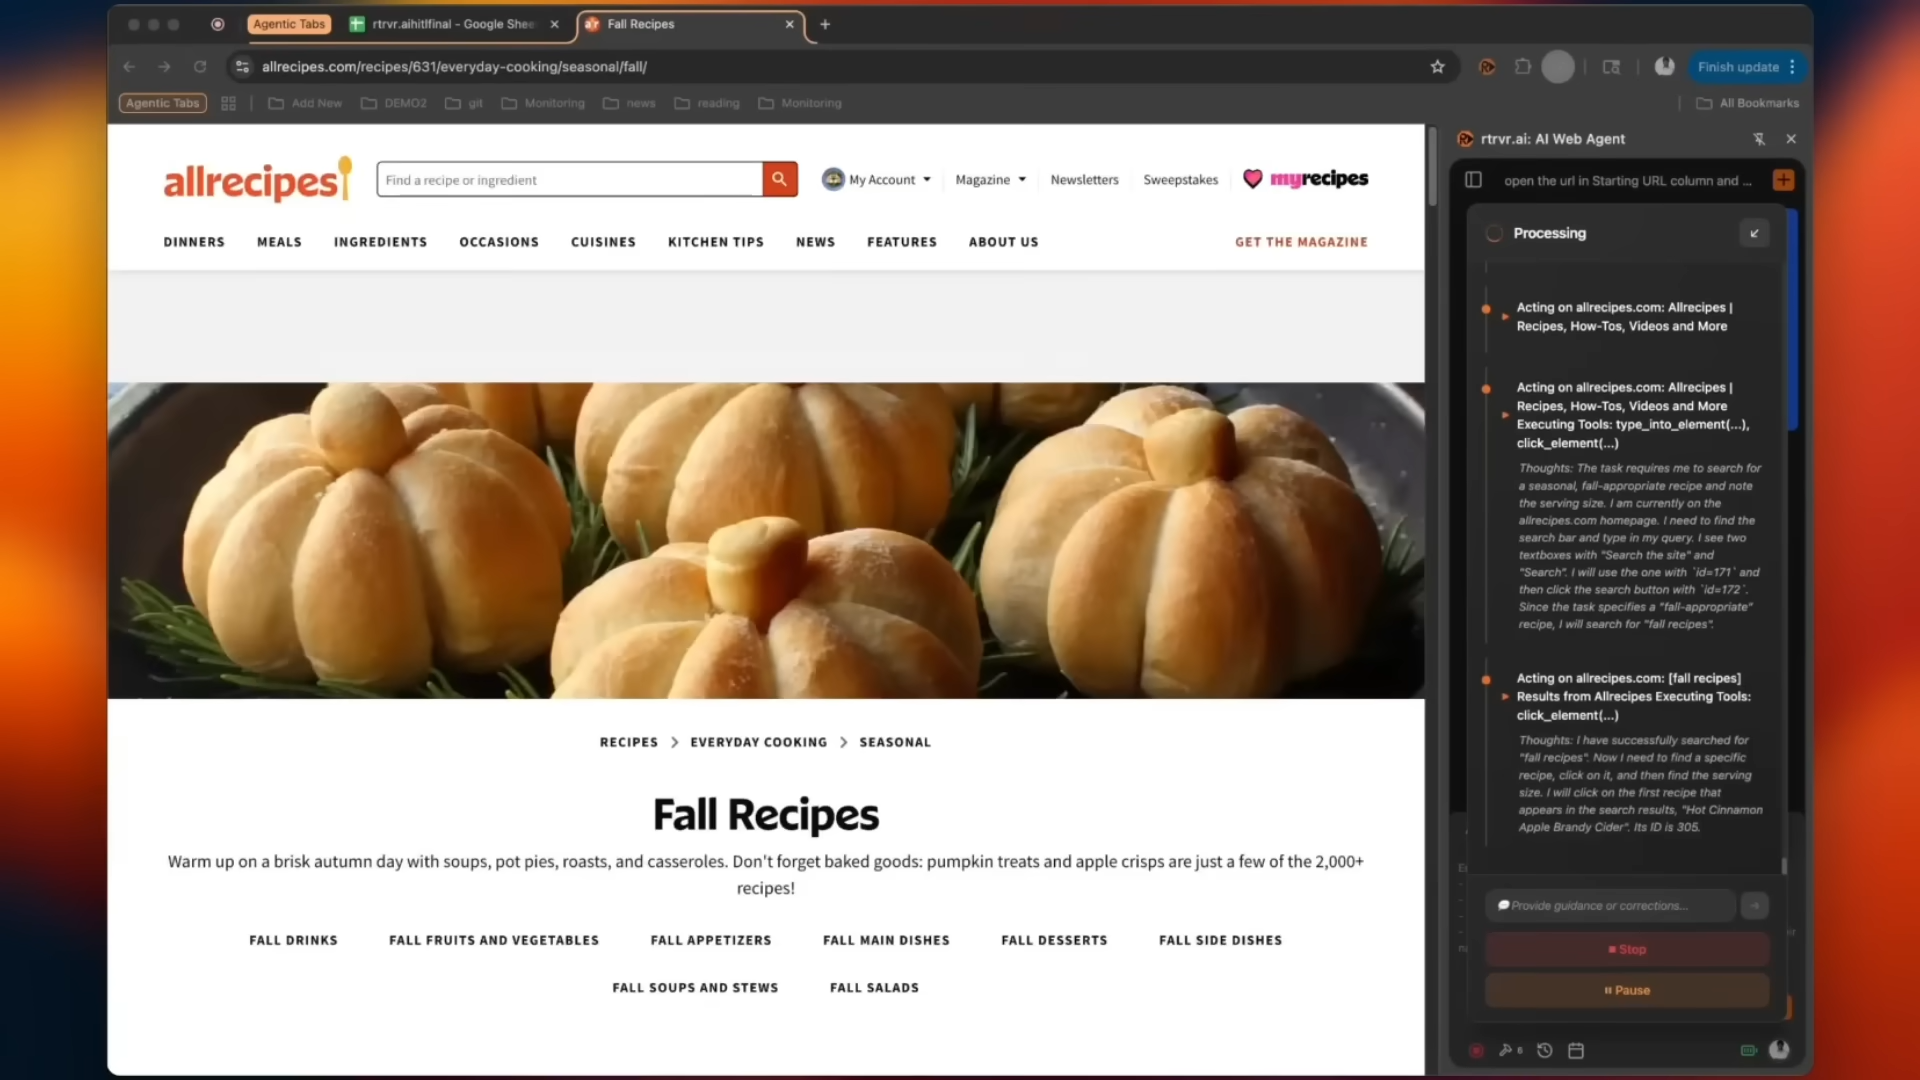 Agentic Tabs
rtrvr.aihitlfinal - Google Shee
Fall Recipes
allrecipes.com/recipes/631/everyday-cooking/seasonal/fall/
Finish update
Agentic Tabs
Add New
DEMO2
git
Monitoring
news
reading
Monitoring
All Bookmarks
allrecipes
Find a recipe or ingredient
My Account
Magazine
Newsletters
Sweepstakes
myrecipes
DINNERS
MEALS
INGREDIENTS
OCCASIONS
CUISINES
KITCHEN TIPS
NEWS
FEATURES
ABOUT US
GET THE MAGAZINE
RECIPES > EVERYDAY COOKING > SEASONAL
Fall Recipes
Warm up on a brisk autumn day with soups, pot pies, roasts, and casseroles. Don't forget baked goods: pumpkin treats and apple crisps are just a few of the 2,000+
recipes!
FALL DRINKS
FALL FRUITS AND VEGETABLES
FALL APPETIZERS
FALL MAIN DISHES
FALL DESSERTS
FALL SIDE DISHES
FALL SOUPS AND STEWS
FALL SALADS
rtrvr.ai: AI Web Agent
open the url in Starting URL column and ...
Processing
Acting on allrecipes.com: Allrecipes |
Recipes, How-Tos, Videos and More
Acting on allrecipes.com: Allrecipes |
Recipes, How-Tos, Videos and More
Executing Tools: type_into_element(...),
click_element(...)
Thoughts: The task requires me to search for
a seasonal, fall-appropriate recipe and note
the serving size. I am currently on the
allrecipes.com homepage. I need to find the
search bar and type in my query. I see two
textboxes with "Search the site" and
"Search". I will use the one with `id=171` and
then click the search button with `id=172`.
Since the task specifies a "fall-appropriate"
recipe, I will search for "fall recipes".
Acting on allrecipes.com: [fall recipes]
Results from Allrecipes Executing Tools:
click_element(...)
Thoughts: I have successfully searched for
"fall recipes". Now I need to find a specific
recipe, click on it, and then find the serving
size. I will click on the first recipe that
appears in the search results, "Hot Cinnamon
Apple Brandy Cider". Its ID is 305.
Provide guidance or corrections...
Stop
Pause
6